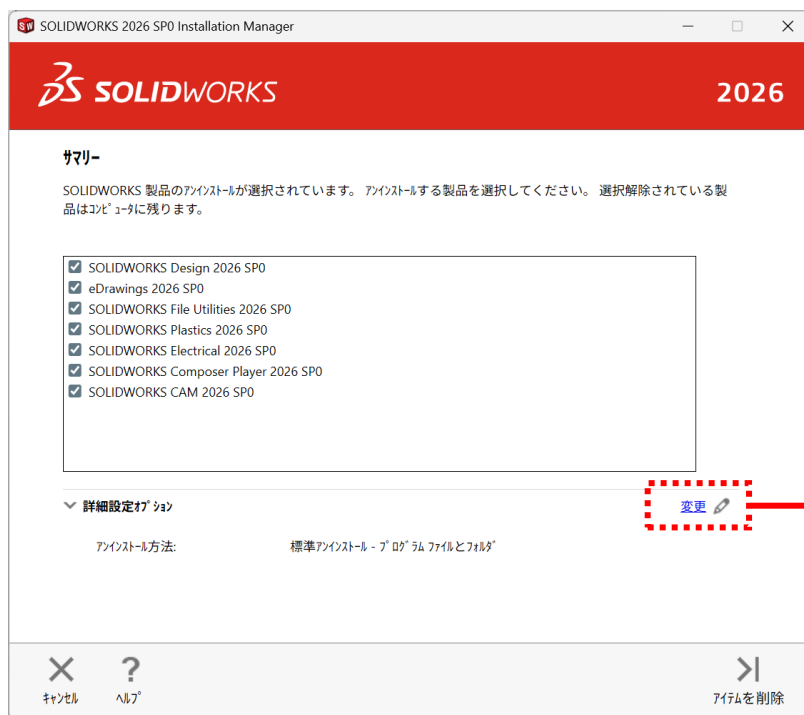 SOLIDWORKS 2026 SP0 Installation Manager
SOLIDWORKS
2026
サマリー
SOLIDWORKS 製品のｱﾝｲﾝｽﾄｰﾙが選択されています。 ｱﾝｲﾝｽﾄｰﾙする製品を選択してください。 選択解除されている製
品はｺﾝﾋﾟｭｰﾀに残ります。
SOLIDWORKS Design 2026 SP0
eDrawings 2026 SP0
SOLIDWORKS File Utilities 2026 SP0
SOLIDWORKS Plastics 2026 SP0
SOLIDWORKS Electrical 2026 SP0
SOLIDWORKS Composer Player 2026 SP0
SOLIDWORKS CAM 2026 SP0
詳細設定ｵﾌﾟｼｮﾝ
変更
ｱﾝｲﾝｽﾄｰﾙ方法:
標準ｱﾝｲﾝｽﾄｰﾙ - ﾌﾟﾛｸﾞﾗﾑ ﾌｧｲﾙとﾌｫﾙﾀﾞ
ｷｬﾝｾﾙ
ﾍﾙﾌﾟ
ｱｲﾃﾑを削除